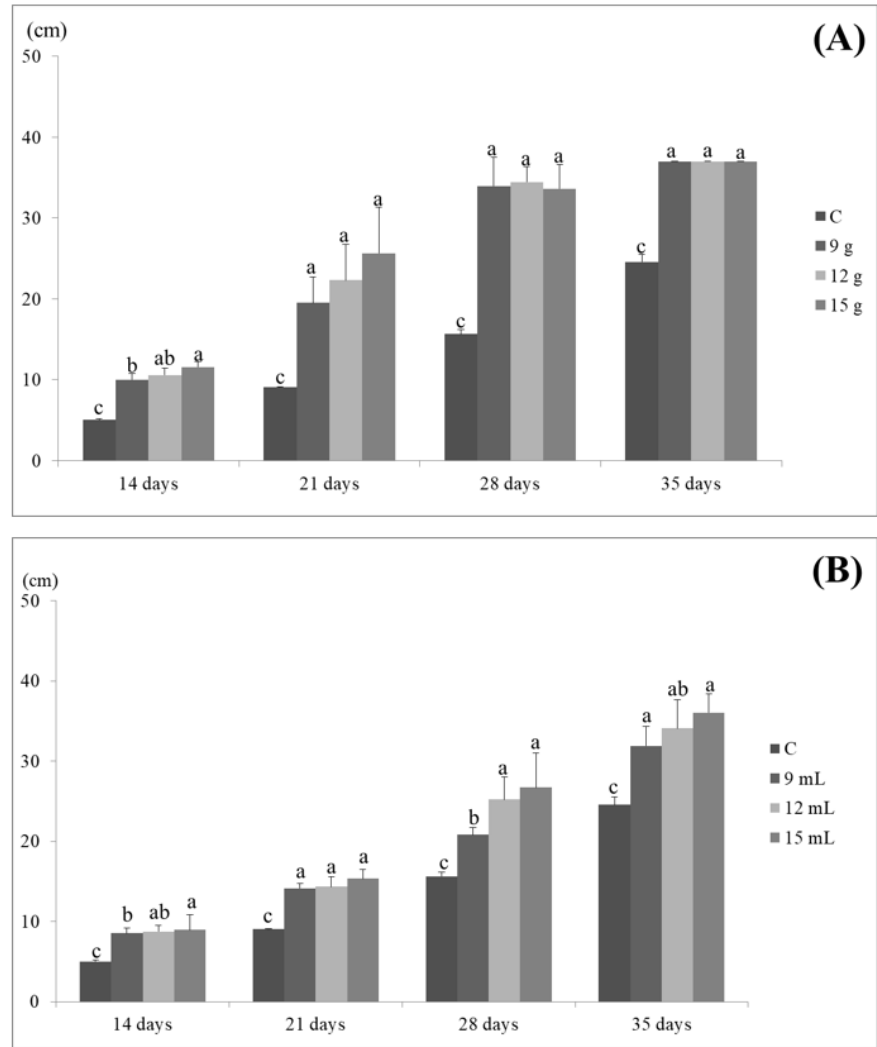 (cm)
(A)
50
40
30
20
10
0
c b ab a
c a a a
c a a a
c a a a
14 days 21 days 28 days 35 days
C
9 g
12 g
15 g
(cm)
(B)
50
40
30
20
10
0
c b ab a
c a a a
c b a a
c a ab a
14 days 21 days 28 days 35 days
C
9 mL
12 mL
15 mL